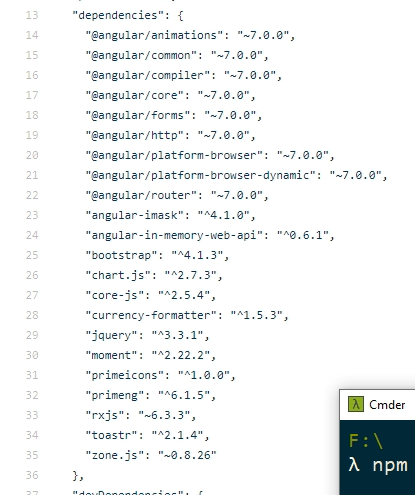 13 "dependencies": {
14 "@angular/animations": "~7.0.0",
15 "@angular/common": "~7.0.0",
16 "@angular/compiler": "~7.0.0",
17 "@angular/core": "~7.0.0",
18 "@angular/forms": "~7.0.0",
19 "@angular/http": "~7.0.0",
20 "@angular/platform-browser": "~7.0.0",
21 "@angular/platform-browser-dynamic": "~7.0.0",
22 "@angular/router": "~7.0.0",
23 "angular-imask": "^4.1.0",
24 "angular-in-memory-web-api": "^0.6.1",
25 "bootstrap": "^4.1.3",
26 "chart.js": "^2.7.3",
27 "core-js": "^2.5.4",
28 "currency-formatter": "^1.5.3",
29 "jquery": "^3.3.1",
30 "moment": "^2.22.2",
31 "primeicons": "^1.0.0",
32 "primeng": "^6.1.5",
33 "rxjs": "~6.3.3",
34 "toastr": "^2.1.4",
35 "zone.js": "~0.8.26"
36 },
37 "devDependencies": {
λ Cmder
F:\
λ npm